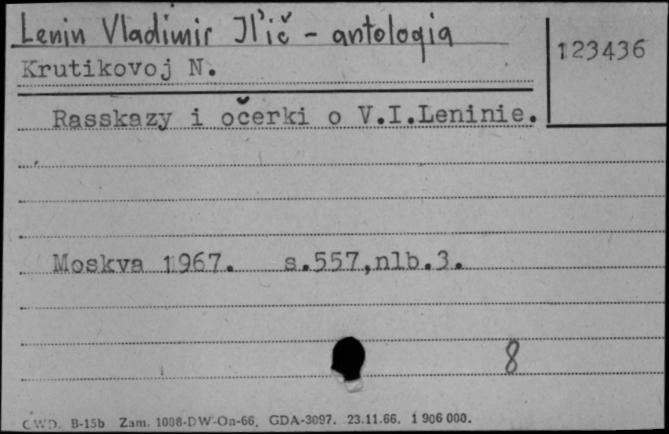 Lenin Vladimir Il'ič - antologia
123436
Krutikovoj N.
Rasskazy i očerki o V.I.Leninie.
Moskva 1967. s.557,nlb.3.
8
CWD. B-15b Zam. 1008-DW-On-66, GDA-3097. 23.11.66. 1 906 000.